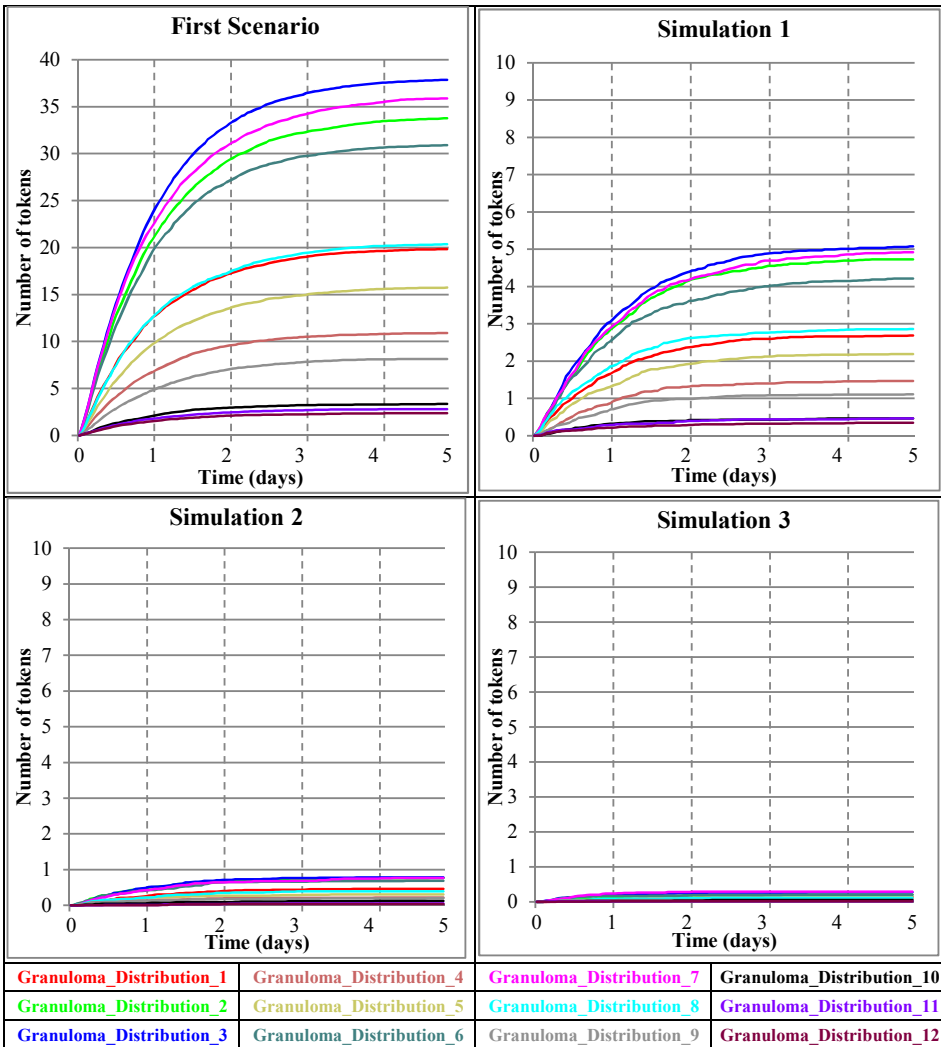 First Scenario
40
35
30
25
20
15
10
5
0
Number of tokens
0 1 2 3 4 5
Time (days)
Simulation 1
10
9
8
7
6
5
4
3
2
1
0
Number of tokens
0 1 2 3 4 5
Time (days)
Simulation 2
10
9
8
7
6
5
4
3
2
1
0
Number of tokens
0 1 2 3 4 5
Time (days)
Simulation 3
10
9
8
7
6
5
4
3
2
1
0
Number of tokens
0 1 2 3 4 5
Time (days)
Granuloma_Distribution_1 Granuloma_Distribution_4 Granuloma_Distribution_7 Granuloma_Distribution_10
Granuloma_Distribution_2 Granuloma_Distribution_5 Granuloma_Distribution_8 Granuloma_Distribution_11
Granuloma_Distribution_3 Granuloma_Distribution_6 Granuloma_Distribution_9 Granuloma_Distribution_12